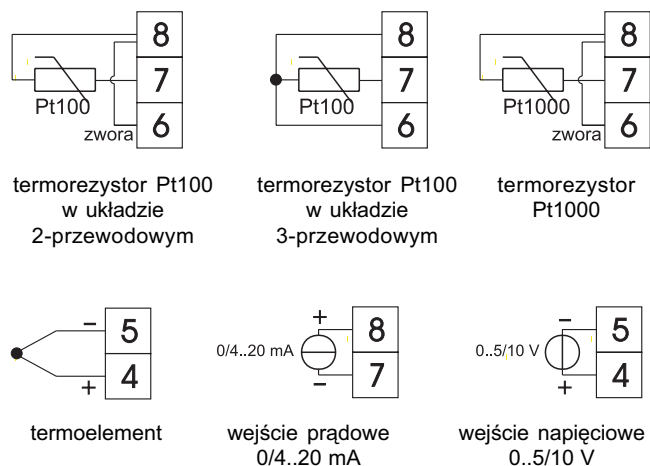 8
7
6
Pt100
zwora
termorezystor Pt100
w układzie
2-przewodowym
8
7
6
Pt100
termorezystor Pt100
w układzie
3-przewodowym
8
7
6
Pt1000
zwora
termorezystor
Pt1000
- 5
+ 4
termoelement
+ 8
0/4..20 mA
- 7
wejście prądowe
0/4..20 mA
- 5
0..5/10 V
+ 4
wejście napięciowe
0..5/10 V